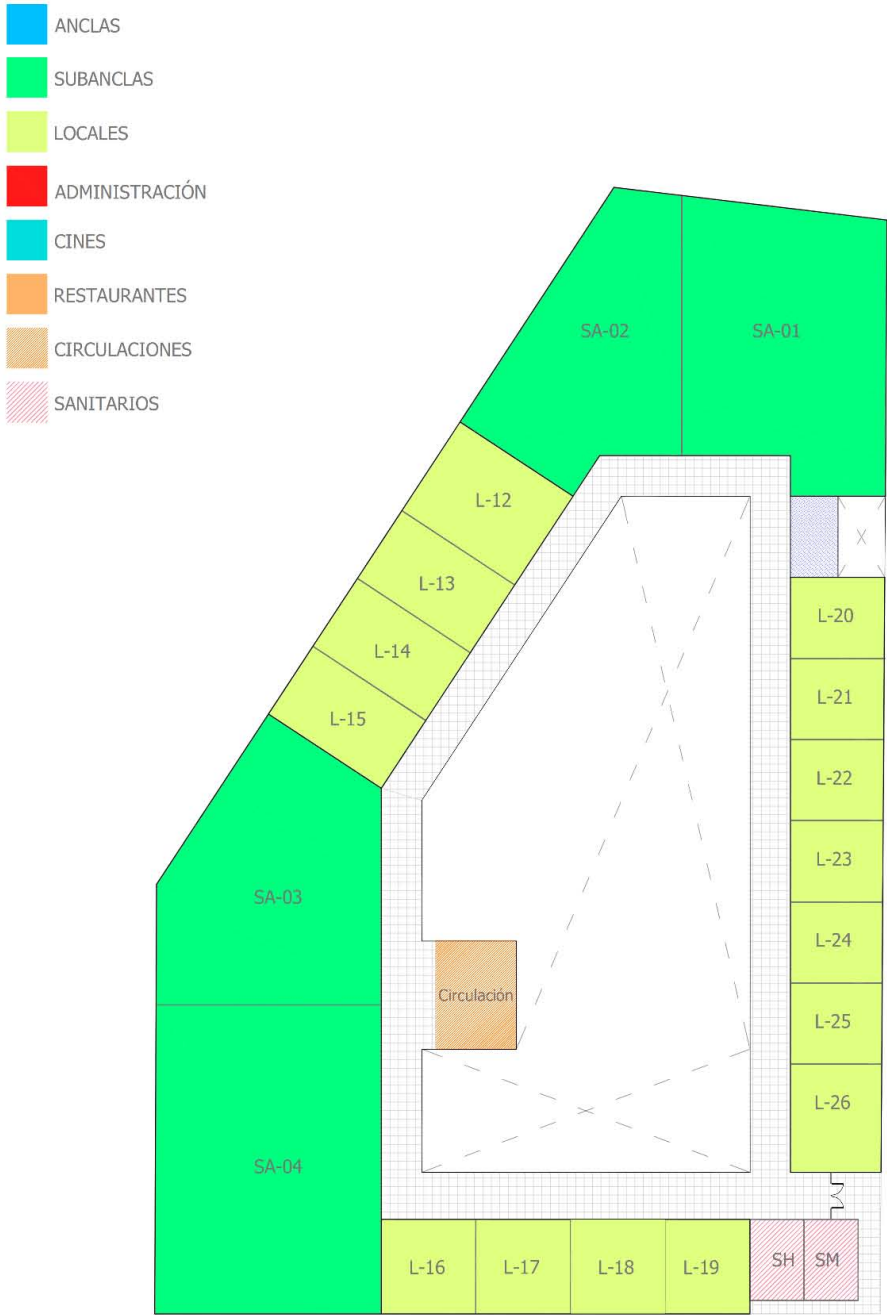 ANCLAS
SUBANCLAS
LOCALES
ADMINISTRACIÓN
CINES
RESTAURANTES
CIRCULACIONES
SANITARIOS
SA-02
SA-01
L-12
L-13
L-14
L-15
L-20
L-21
L-22
L-23
L-24
L-25
L-26
SA-03
Circulación
SA-04
L-16
L-17
L-18
L-19
SH
SM